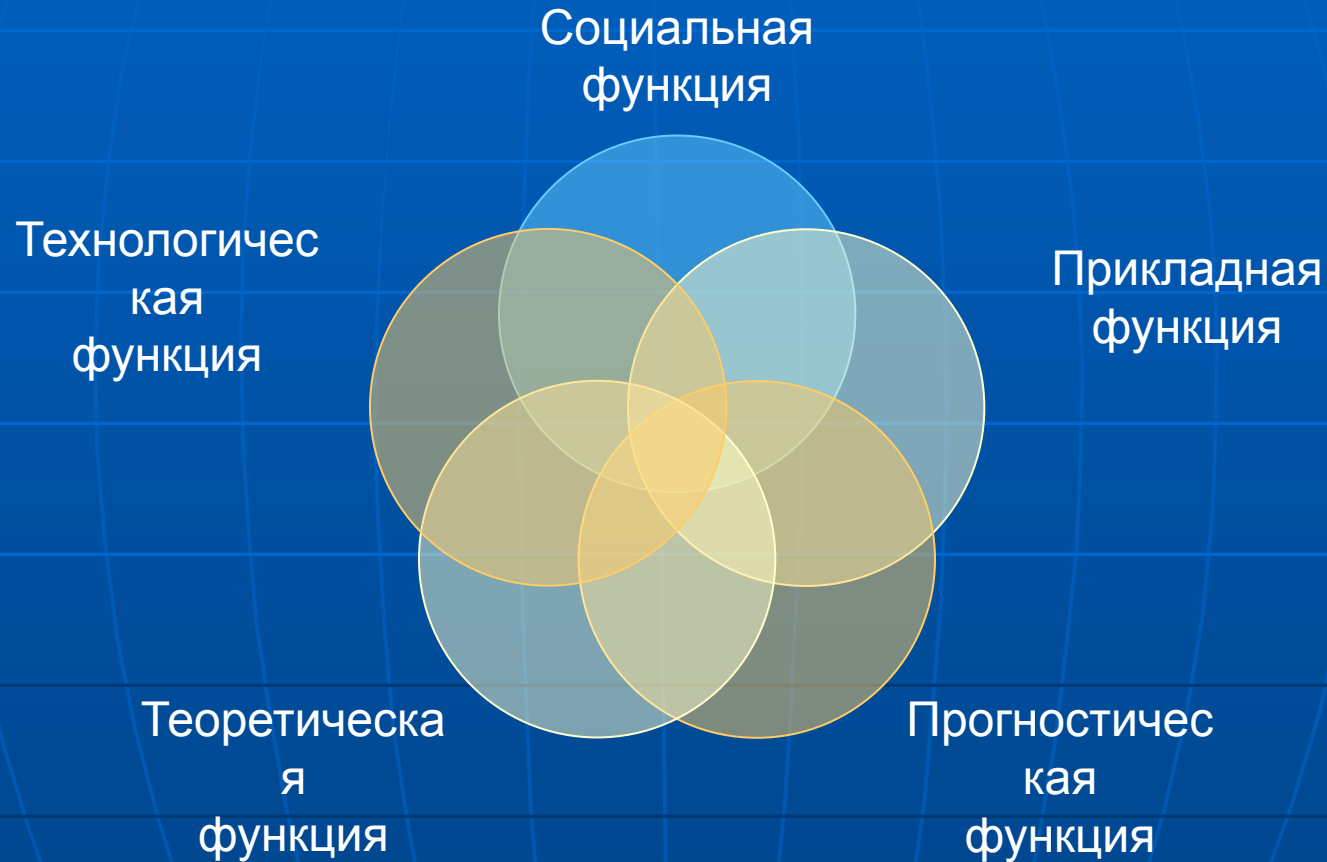 Социальная
функция
Технологичес
кая
функция
Прикладная
функция
Теоретическа
я
функция
Прогностичес
кая
функция